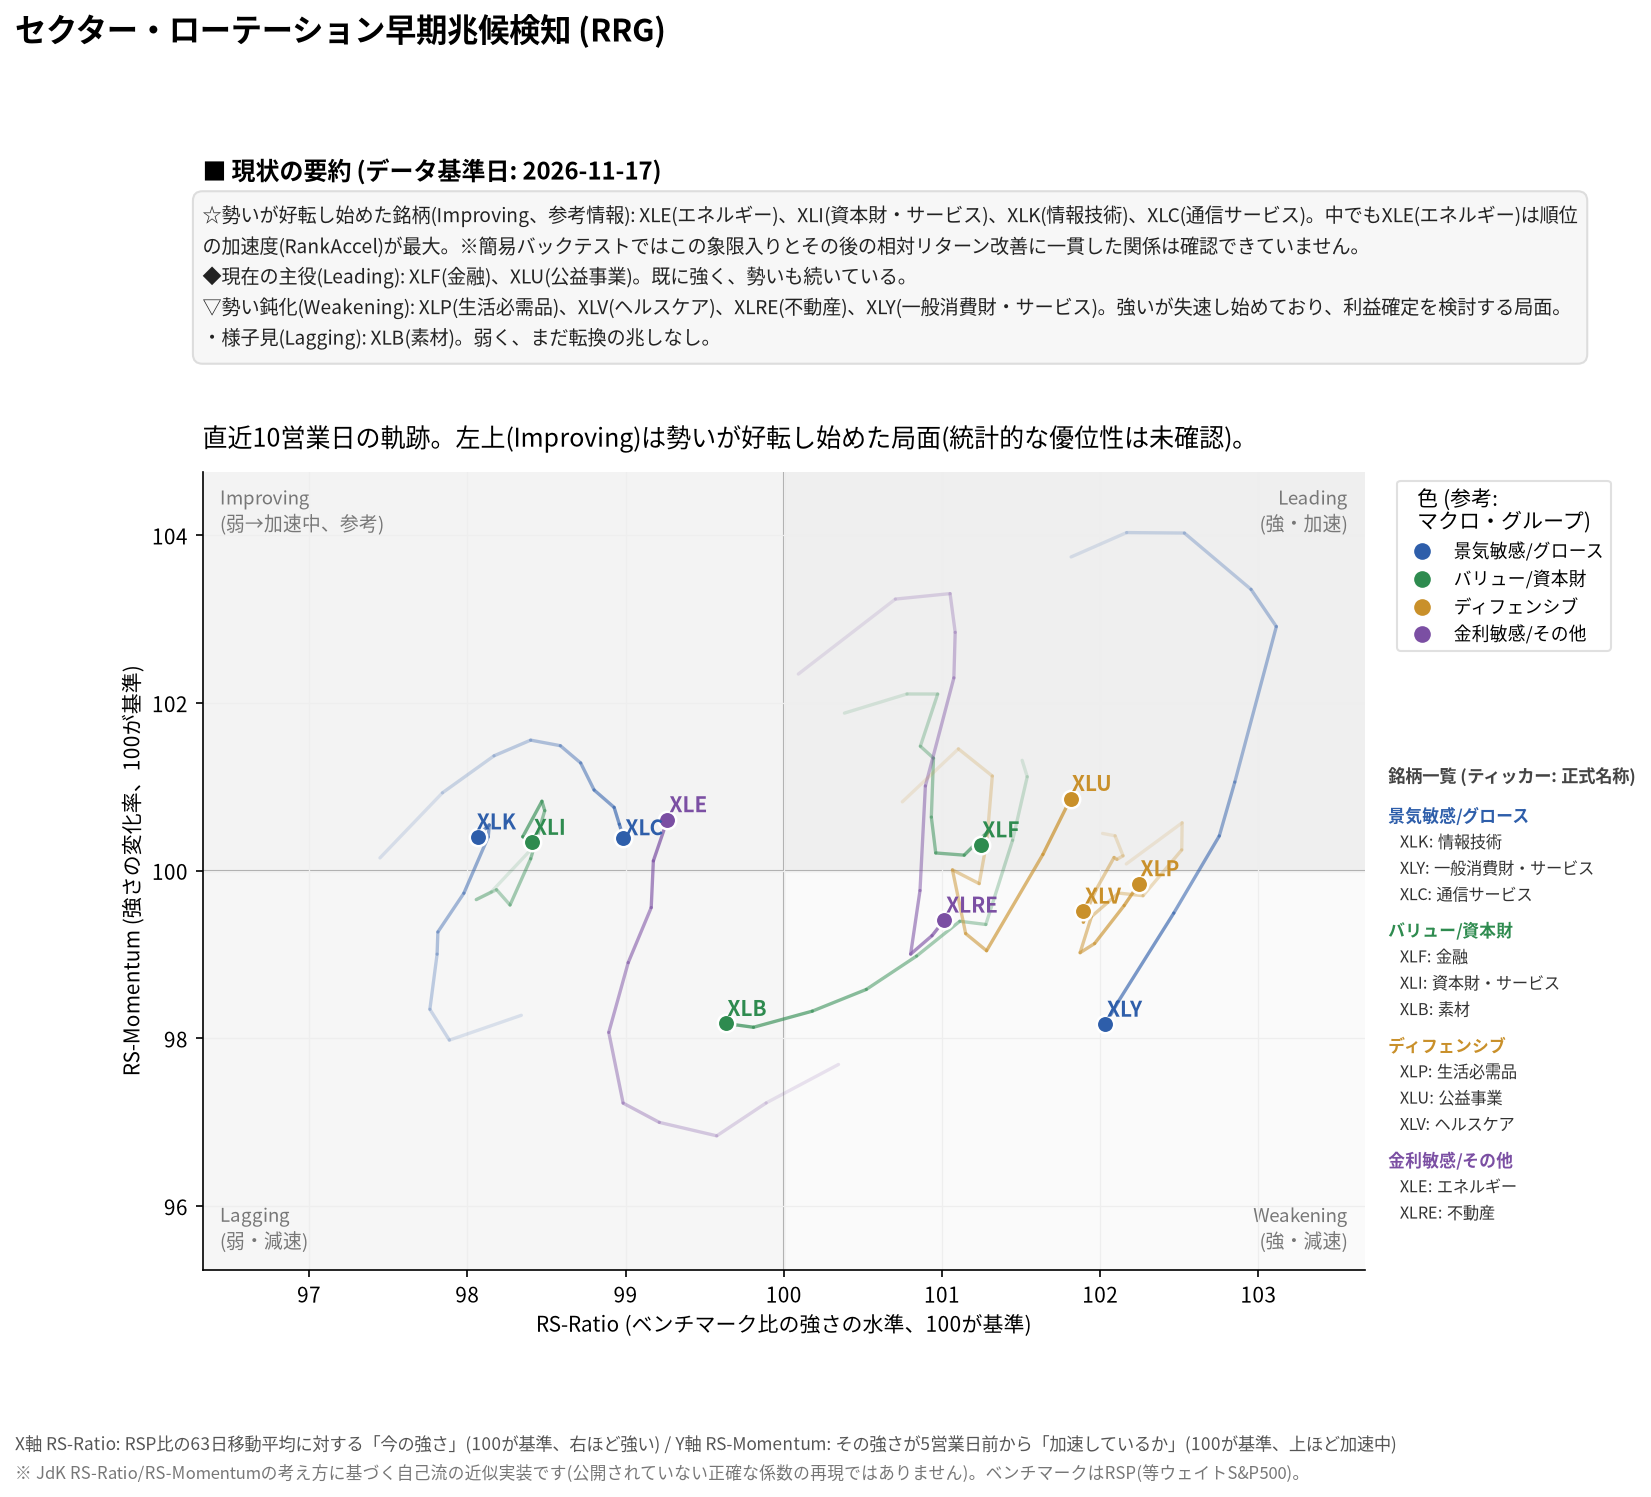 セクター・ローテーション早期兆候検知 (RRG)
■ 現状の要約 (データ基準日: 2026-11-17)
☆勢いが好転し始めた銘柄(Improving、参考情報): XLE(エネルギー)、XLI(資本財・サービス)、XLK(情報技術)、XLC(通信サービス)。中でもXLE(エネルギー)は順位
の加速度(RankAccel)が最大。※簡易バックテストではこの象限入りとその後の相対リターン改善に一貫した関係は確認できていません。
◆現在の主役(Leading): XLF(金融)、XLU(公益事業)。既に強く、勢いも続いている。
▽勢い鈍化(Weakening): XLP(生活必需品)、XLV(ヘルスケア)、XLRE(不動産)、XLY(一般消費財・サービス)。強いが失速し始めており、利益確定を検討する局面。
・様子見(Lagging): XLB(素材)。弱く、まだ転換の兆しなし。
直近10営業日の軌跡。左上(Improving)は勢いが好転し始めた局面(統計的な優位性は未確認)。
Improving
(弱→加速中、参考)
Leading
(強・加速)
Lagging
(弱・減速)
Weakening
(強・減速)
XLK
XLI
XLC
XLE
XLU
XLF
XLP
XLV
XLRE
XLB
XLY
104
102
100
98
96
RS-Momentum (強さの変化率、100が基準)
97
98
99
100
101
102
103
RS-Ratio (ベンチマーク比の強さの水準、100が基準)
色 (参考:
マクロ・グループ)
景気敏感/グロース
バリュー/資本財
ディフェンシブ
金利敏感/その他
銘柄一覧 (ティッカー: 正式名称)
景気敏感/グロース
XLK: 情報技術
XLY: 一般消費財・サービス
XLC: 通信サービス
バリュー/資本財
XLF: 金融
XLI: 資本財・サービス
XLB: 素材
ディフェンシブ
XLP: 生活必需品
XLU: 公益事業
XLV: ヘルスケア
金利敏感/その他
XLE: エネルギー
XLRE: 不動産
X軸 RS-Ratio: RSP比の63日移動平均に対する「今の強さ」(100が基準、右ほど強い) / Y軸 RS-Momentum: その強さが5営業日前から「加速しているか」(100が基準、上ほど加速中)
※ JdK RS-Ratio/RS-Momentumの考え方に基づく自己流の近似実装です(公開されていない正確な係数の再現ではありません)。ベンチマークはRSP(等ウェイトS&P500)。